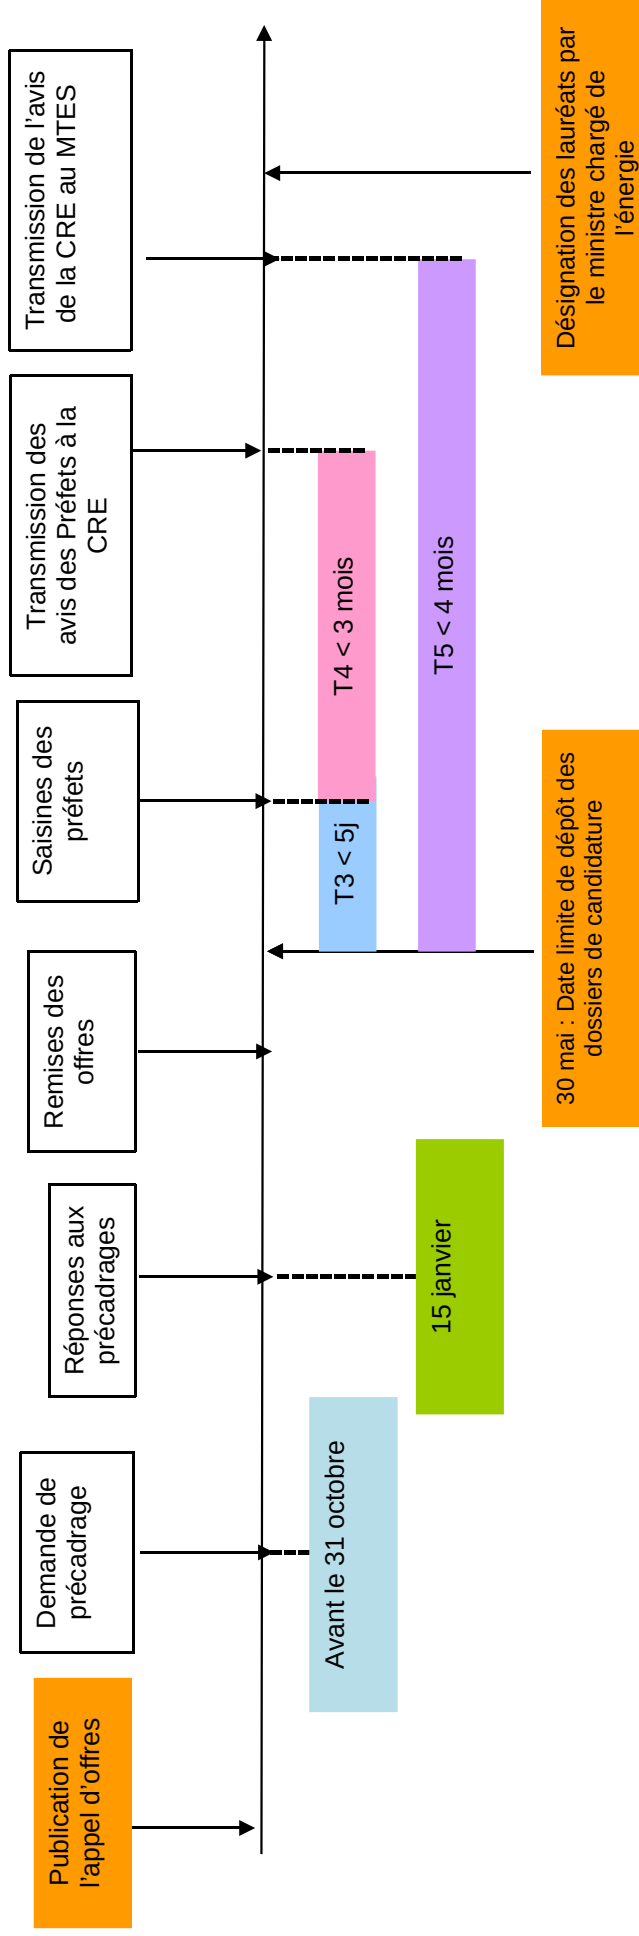 Publication de
l'appel d'offres
Demande de
précadrage
Réponses aux
précadrages
Remises des
offres
Saisines des
préfets
Transmission des
avis des Préfets à la
CRE
Transmission de l'avis
de la CRE au MTES
Avant le 31 octobre
15 janvier
T3 < 5j
T4 < 3 mois
T5 < 4 mois
30 mai : Date limite de dépôt des
dossiers de candidature
Désignation des lauréats par
le ministre chargé de
l'énergie